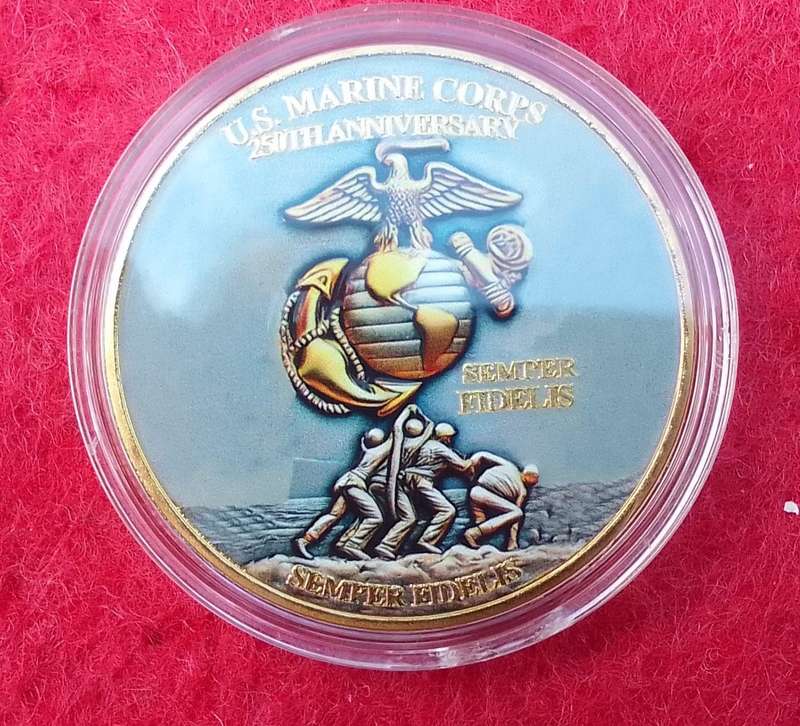 U.S. MARINE CORPS
250TH ANNIVERSARY
SEMPER
FIDELIS
SEMPER FIDELIS